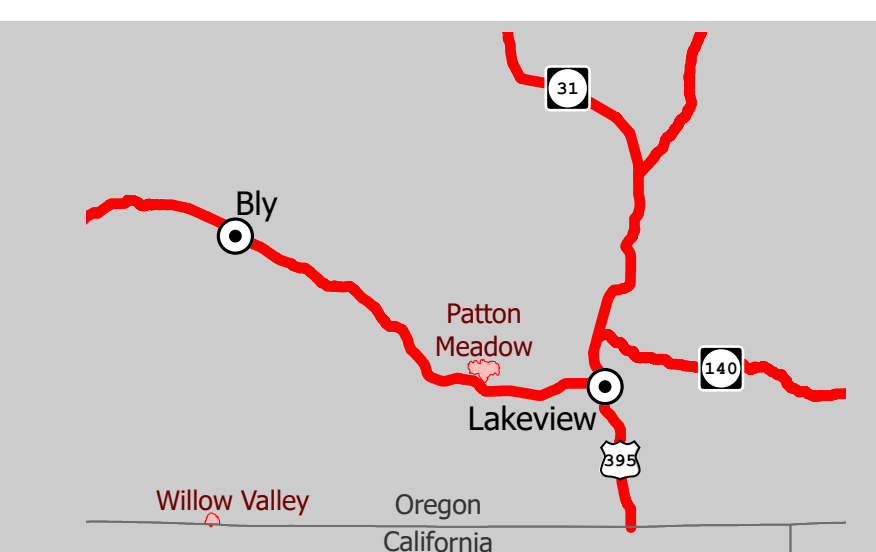 31
Bly
Patton
Meadow
140
Lakeview
395
Willow Valley
Oregon
California